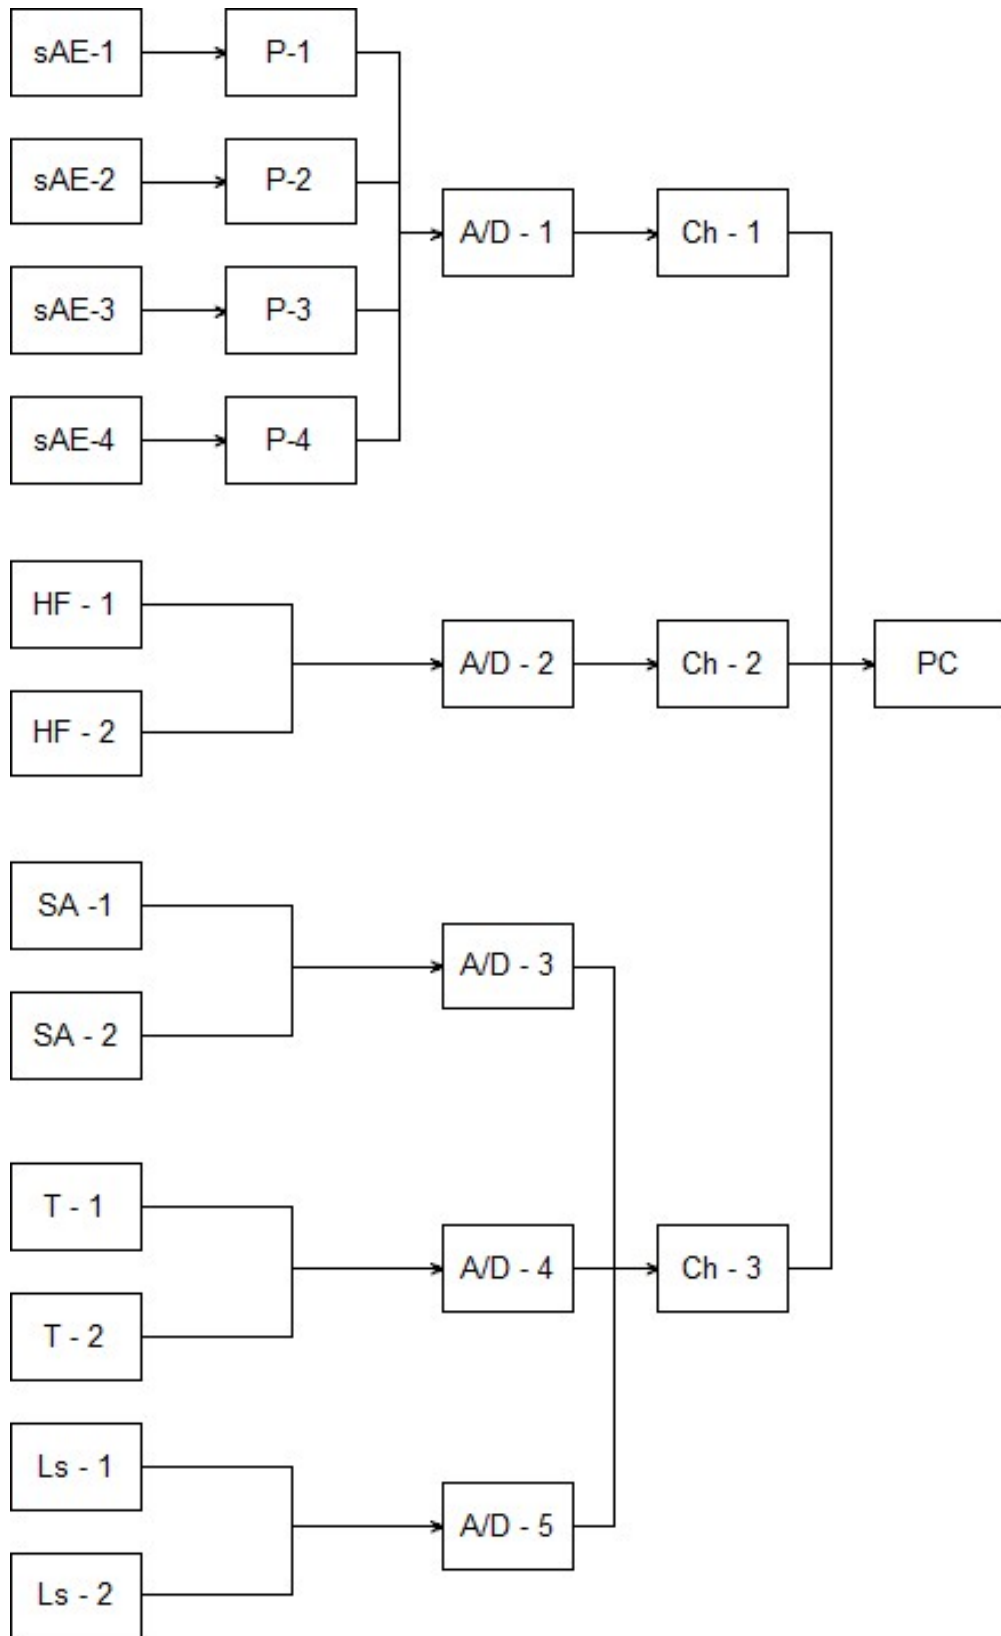 sAE-1
P-1
sAE-2
P-2
A/D - 1
Ch - 1
sAE-3
P-3
sAE-4
P-4
HF - 1
A/D - 2
Ch - 2
PC
HF - 2
SA -1
A/D - 3
SA - 2
T - 1
A/D - 4
Ch - 3
T - 2
Ls - 1
A/D - 5
Ls - 2